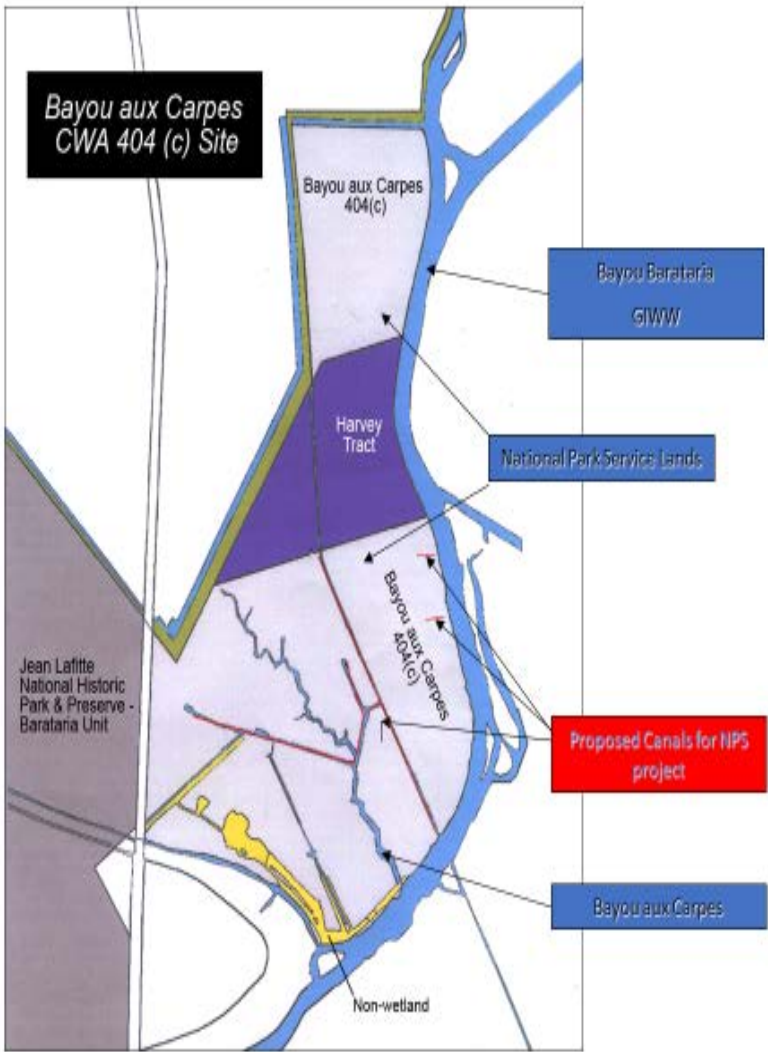 Bayou aux Carpes
CWA 404 (c) Site
Bayou aux Carpes
404(c)
Bayou Barataria
GIWW
Harvey
Tract
National Park Service Lands
Bayou aux Carpes
404(c)
Jean Lafitte
National Historic
Park & Preserve -
Barataria Unit
Proposed Canals for NPS
project
Bayou aux Carpes
Non-wetland